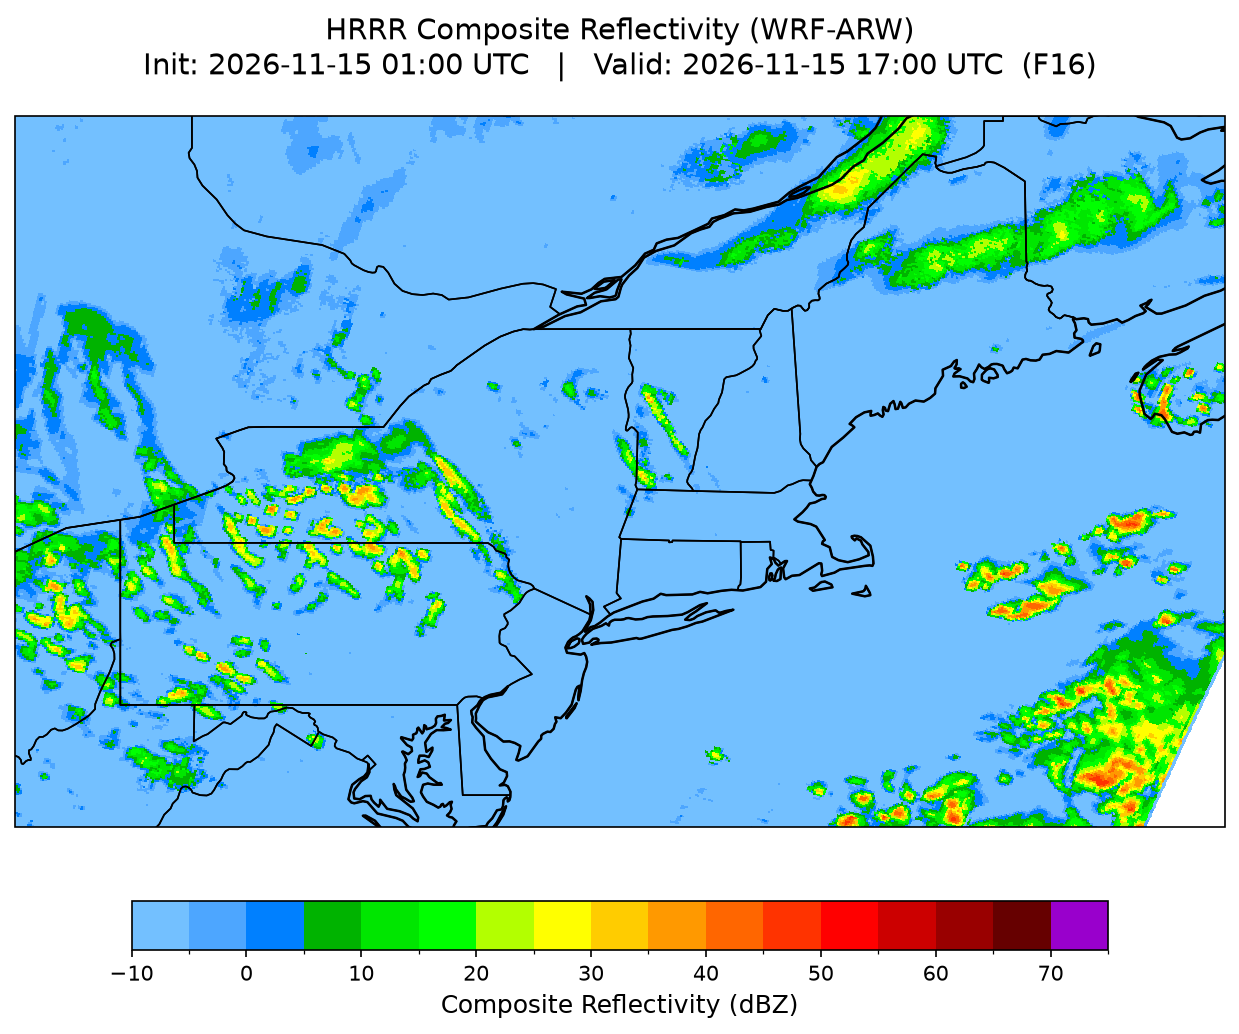 HRRR Composite Reflectivity (WRF-ARW)
Init: 2026-11-15 01:00 UTC | Valid: 2026-11-15 17:00 UTC (F16)
−10 0 10 20 30 40 50 60 70
Composite Reflectivity (dBZ)